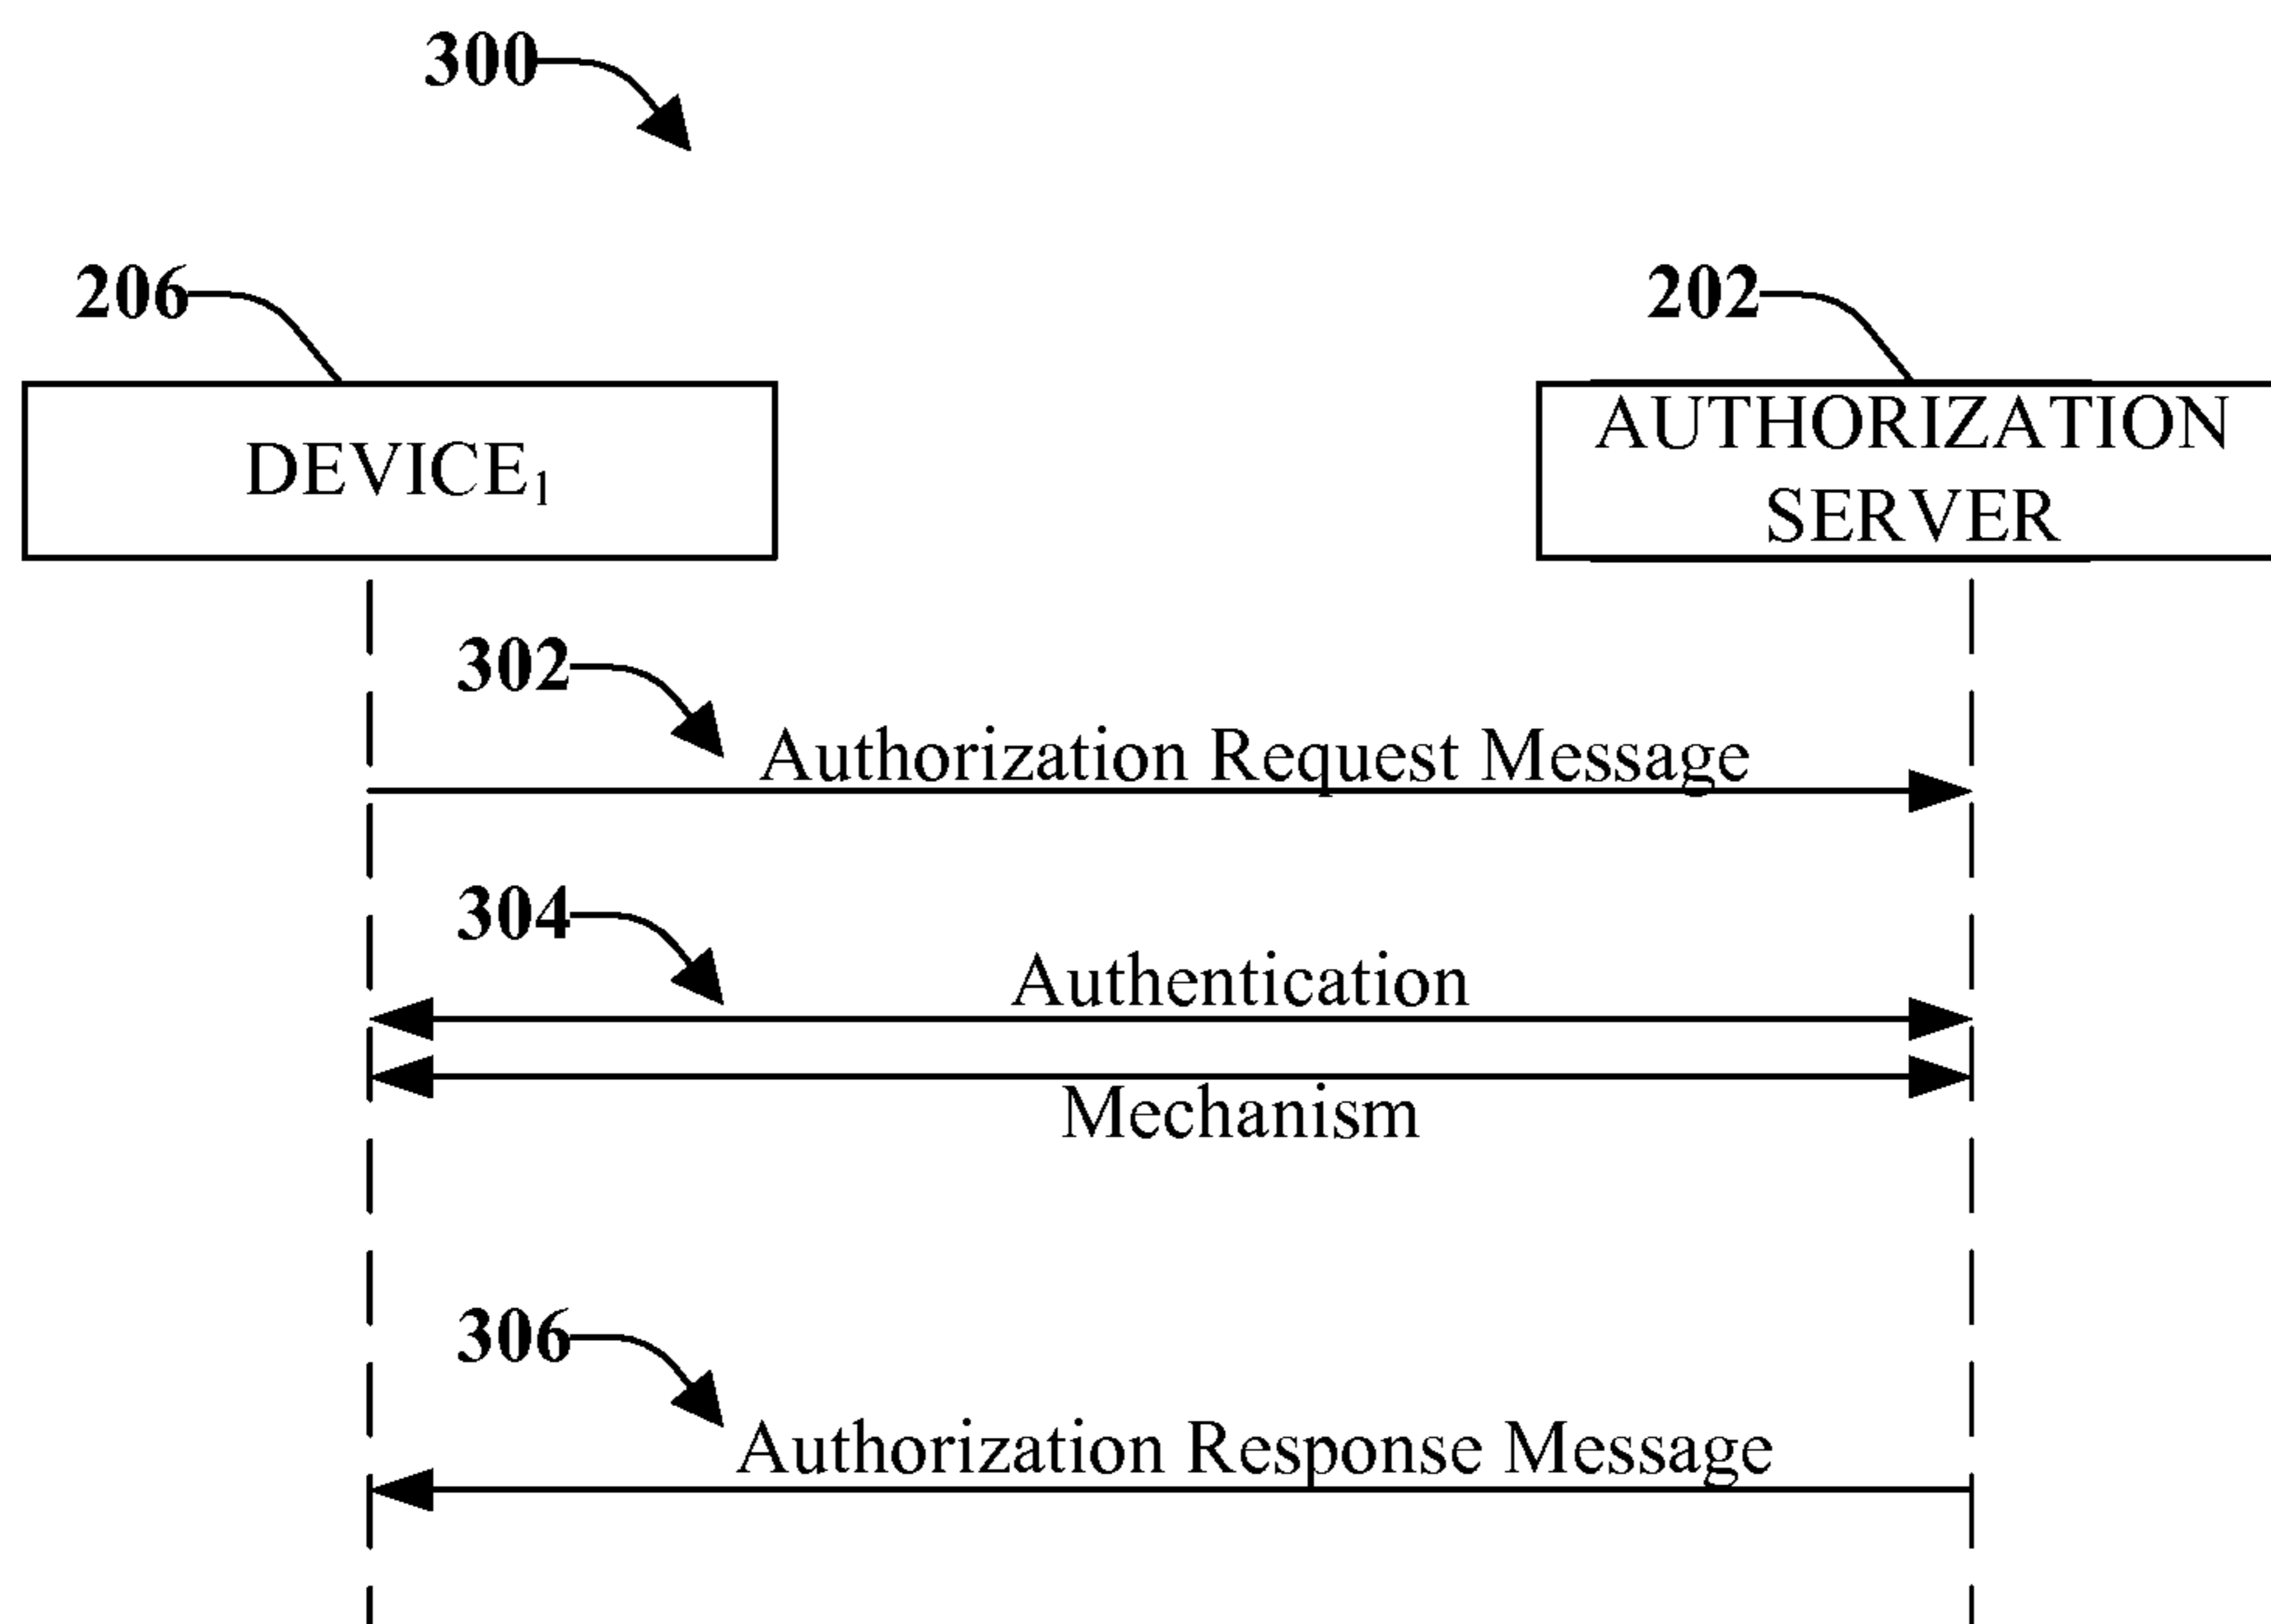 300
206
202
DEVICE₁
AUTHORIZATION
SERVER
302
Authorization Request Message
304
Authentication
Mechanism
306
Authorization Response Message